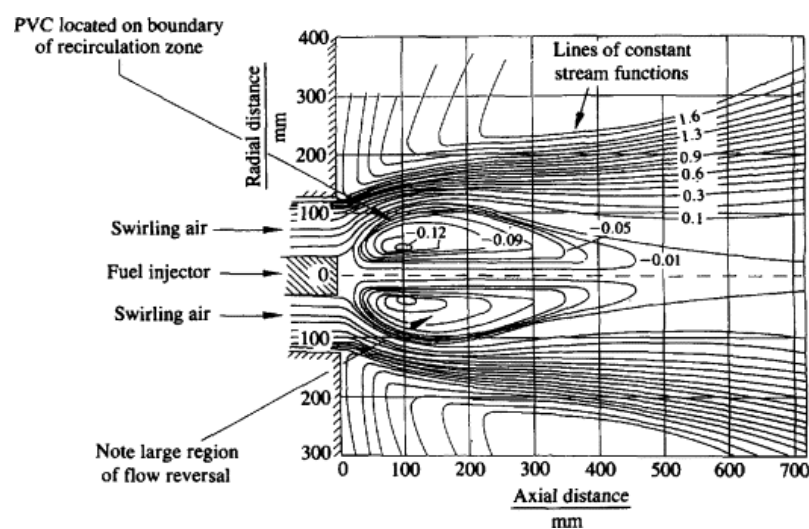 PVC located on boundary
of recirculation zone
Lines of constant
stream functions
Radial distance
mm
400
300
200
100
0
100
200
300
Swirling air
Fuel injector
Swirling air
1.6
1.3
0.9
0.6
0.3
0.1
−0.12
−0.09
−0.05
−0.01
Note large region
of flow reversal
0 100 200 300 400 500 600 700
Axial distance
mm